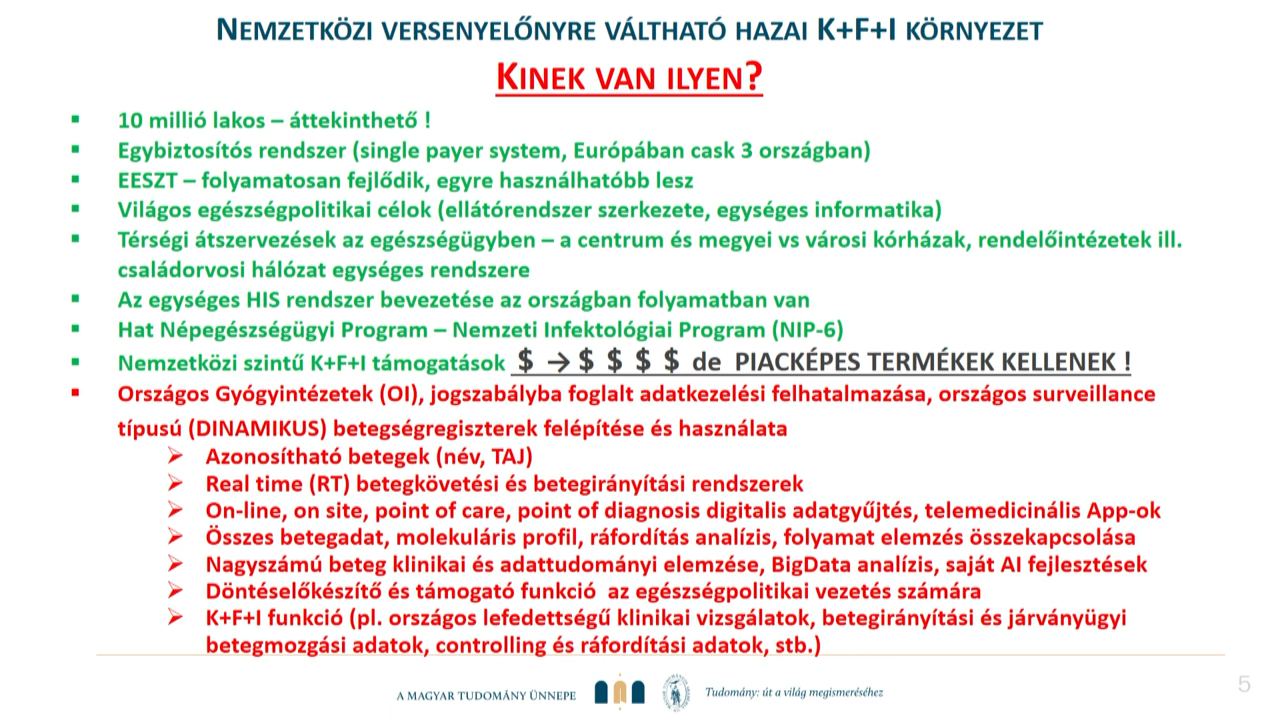 NEMZETKÖZI VERSENYELŐNYRE VÁLTHATÓ HAZAI K+F+I KÖRNYEZET
KINEK VAN ILYEN?
▪ 10 millió lakos – áttekinthető !
▪ Egybiztosítós rendszer (single payer system, Európában cask 3 országban)
▪ EESZT – folyamatosan fejlődik, egyre használhatóbb lesz
▪ Világos egészségpolitikai célok (ellátórendszer szerkezete, egységes informatika)
▪ Térségi átszervezések az egészségügyben – a centrum és megyei vs városi kórházak, rendelőintézetek ill.
családorvosi hálózat egységes rendszere
▪ Az egységes HIS rendszer bevezetése az országban folyamatban van
▪ Hat Népegészségügyi Program – Nemzeti Infektológiai Program (NIP-6)
▪ Nemzetközi szintű K+F+I támogatások $ → $ $ $ $ de PIACKÉPES TERMÉKEK KELLENEK !
▪ Országos Gyógyintézetek (OI), jogszabályba foglalt adatkezelési felhatalmazása, országos surveillance
típusú (DINAMIKUS) betegségregiszterek felépítése és használata
➢ Azonosítható betegek (név, TAJ)
➢ Real time (RT) betegkövetési és betegirányítási rendszerek
➢ On-line, on site, point of care, point of diagnosis digitalis adatgyűjtés, telemedicinális App-ok
➢ Összes betegadat, molekuláris profil, ráfordítás analízis, folyamat elemzés összekapcsolása
➢ Nagyszámú beteg klinikai és adattudományi elemzése, BigData analízis, saját AI fejlesztések
➢ Döntéselőkészítő és támogató funkció az egészségpolitikai vezetés számára
➢ K+F+I funkció (pl. országos lefedettségű klinikai vizsgálatok, betegirányítási és járványügyi
betegmozgási adatok, controlling és ráfordítási adatok, stb.)
A MAGYAR TUDOMÁNY ÜNNEPE
Tudomány: út a világ megismeréséhez
5